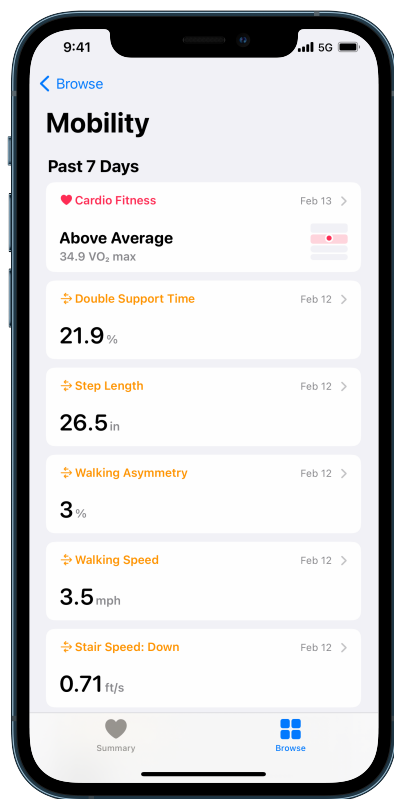 9:41 5G
Browse
Mobility
Past 7 Days
Cardio Fitness Feb 13
Above Average
34.9 VO₂ max
Double Support Time Feb 12
21.9 %
Step Length Feb 12
26.5 in
Walking Asymmetry Feb 12
3 %
Walking Speed Feb 12
3.5 mph
Stair Speed: Down Feb 12
0.71 ft/s
Summary Browse